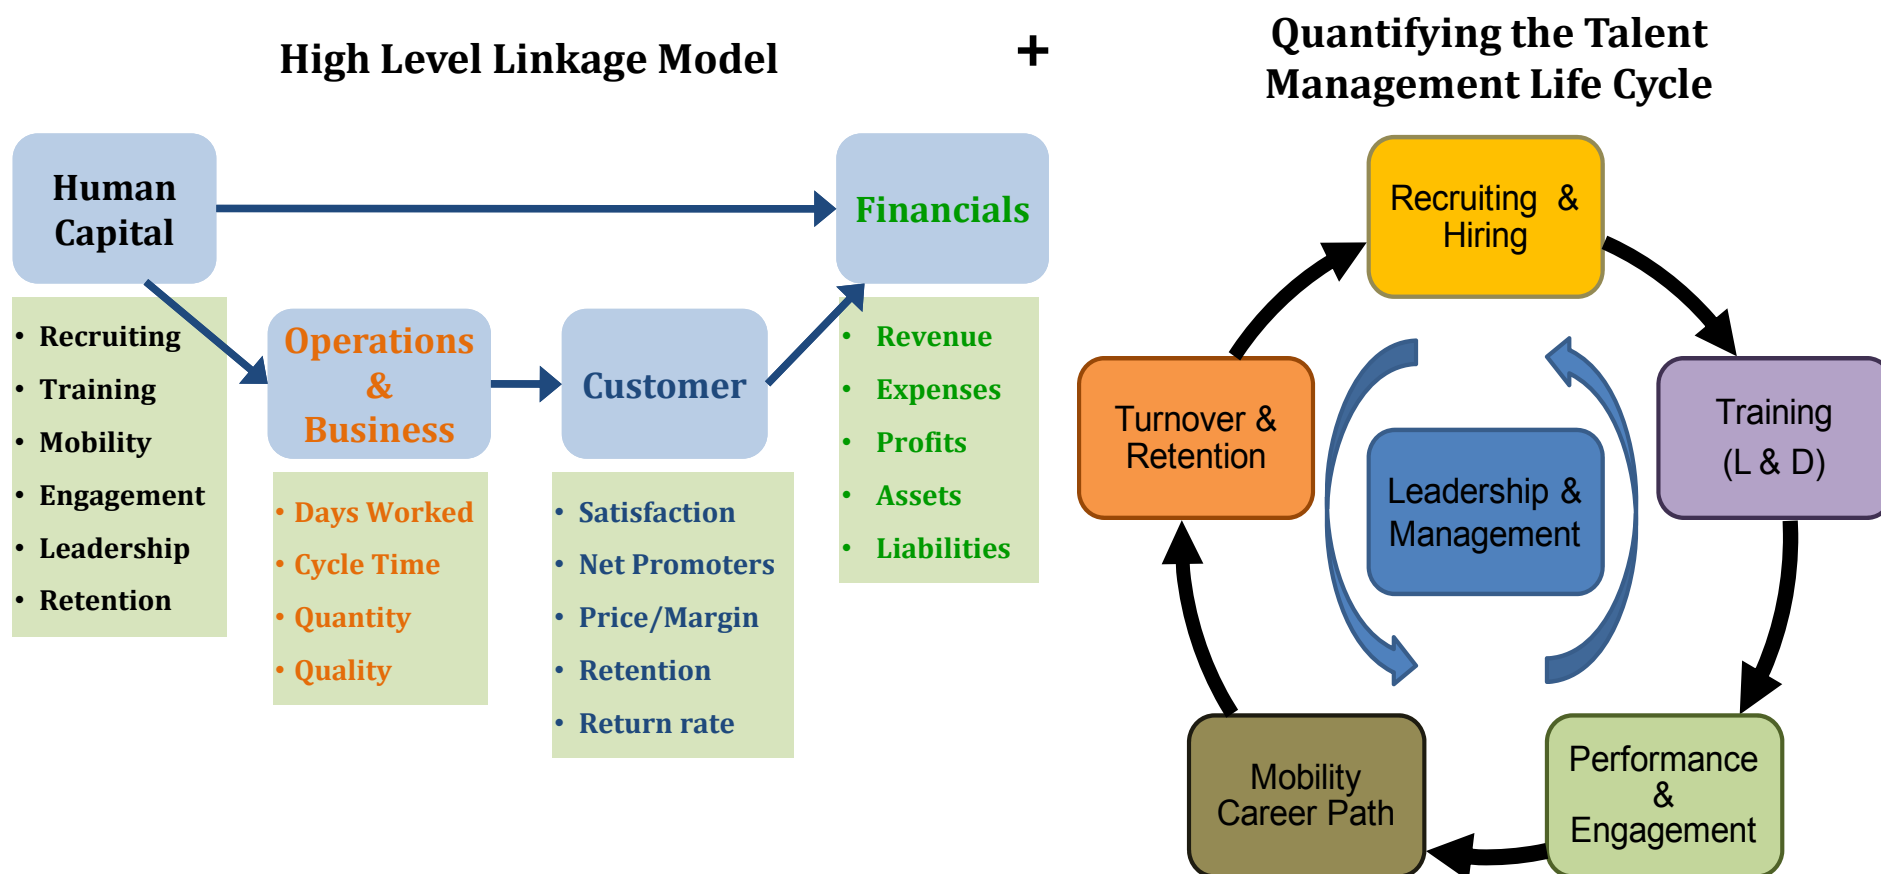 High Level Linkage Model
+
Quantifying the Talent
Management Life Cycle
Human
Capital
• Recruiting
• Training
• Mobility
• Engagement
• Leadership
• Retention
Operations
&
Business
• Days Worked
• Cycle Time
• Quantity
• Quality
Customer
• Satisfaction
• Net Promoters
• Price/Margin
• Retention
• Return rate
Financials
• Revenue
• Expenses
• Profits
• Assets
• Liabilities
Recruiting &
Hiring
Training
(L & D)
Performance
&
Engagement
Mobility
Career Path
Turnover &
Retention
Leadership &
Management